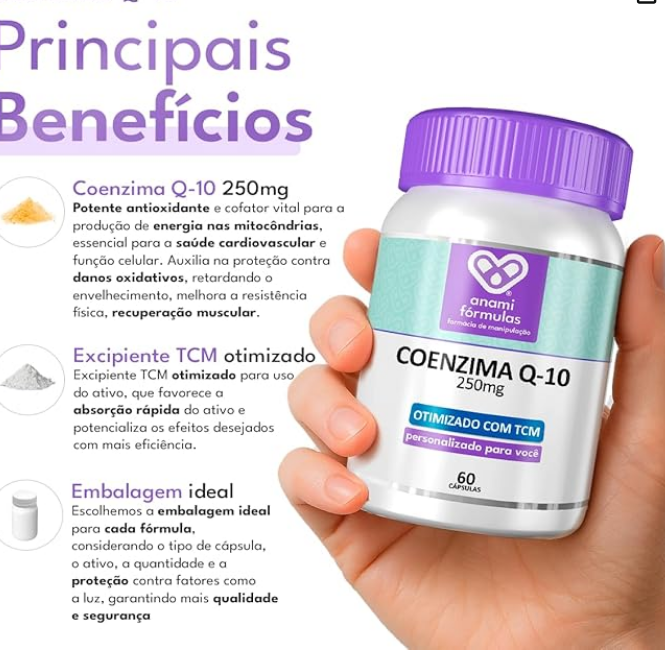 Principais
Benefícios
Coenzima Q-10 250mg
Potente antioxidante e cofator vital para a
produção de energia nas mitocôndrias,
essencial para a saúde cardiovascular e
função celular. Auxilia na proteção contra
danos oxidativos, retardando o
envelhecimento, melhora a resistência
física, recuperação muscular.
Excipiente TCM otimizado
Excipiente TCM otimizado para uso
do ativo, que favorece a
absorção rápida do ativo e
potencializa os efeitos desejados
com mais eficiência.
Embalagem ideal
Escolhemos a embalagem ideal
para cada fórmula,
considerando o tipo de cápsula,
o ativo, a quantidade e a
proteção contra fatores como
a luz, garantindo mais qualidade
e segurança
anami
fórmulas
®
farmácia de manipulação
COENZIMA Q-10
250mg
OTIMIZADO COM TCM
personalizado para você
60
CÁPSULAS